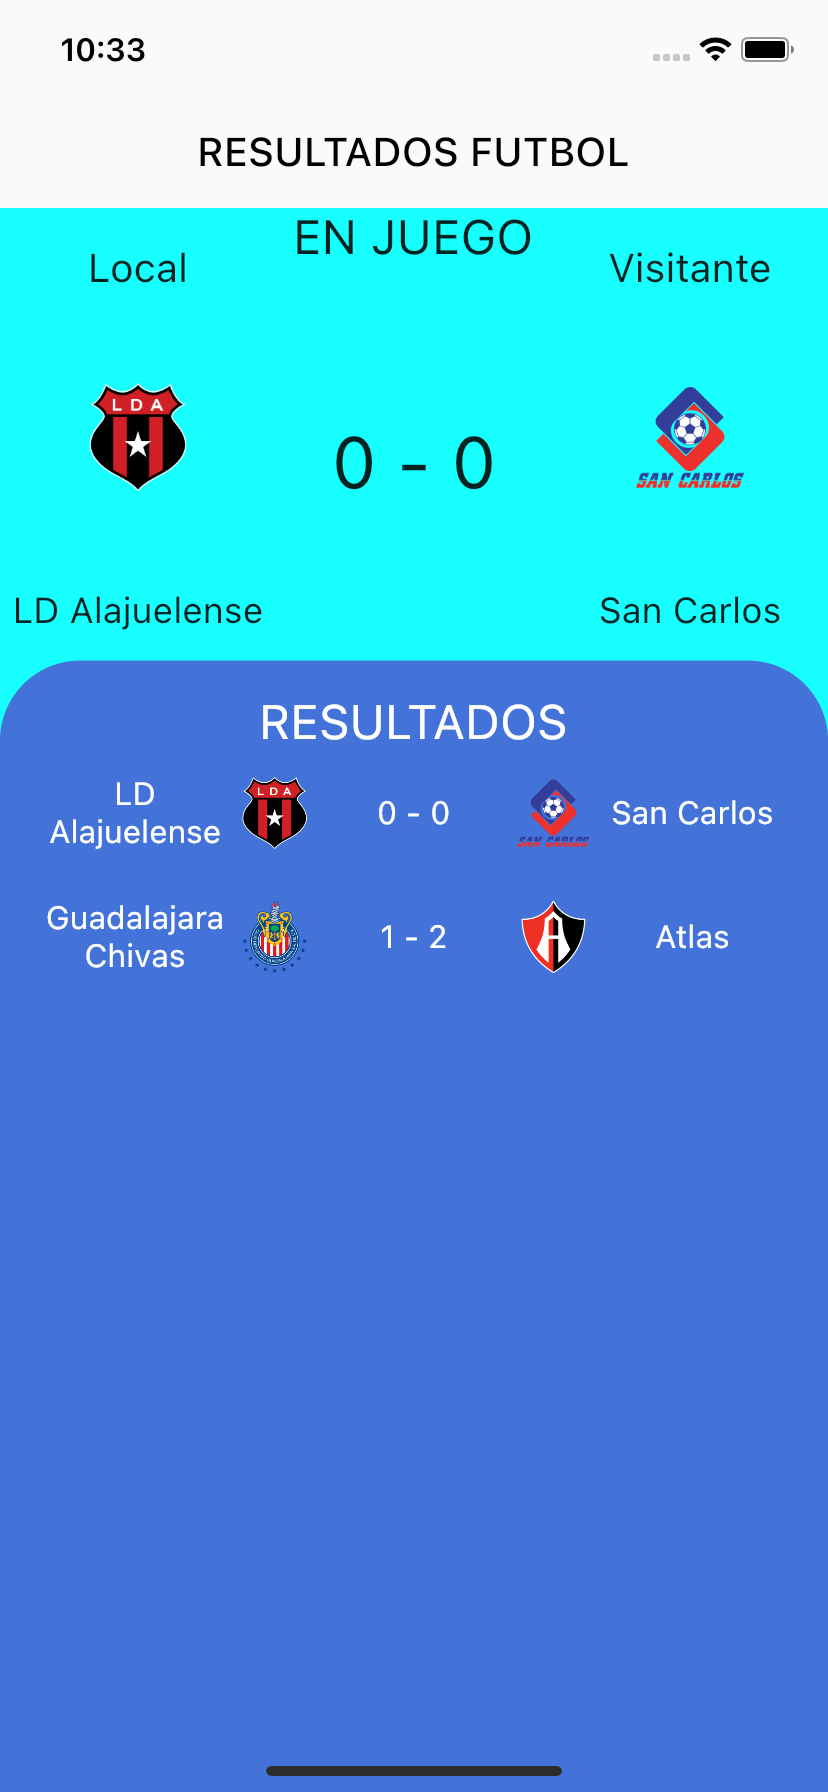 10:33
RESULTADOS FUTBOL
EN JUEGO
Local
Visitante
LDA
0 - 0
SAN CARLOS
LD Alajuelense
San Carlos
RESULTADOS
LD
Alajuelense
LDA
0 - 0
SAN CARLOS
San Carlos
Guadalajara
Chivas
1 - 2
A
Atlas